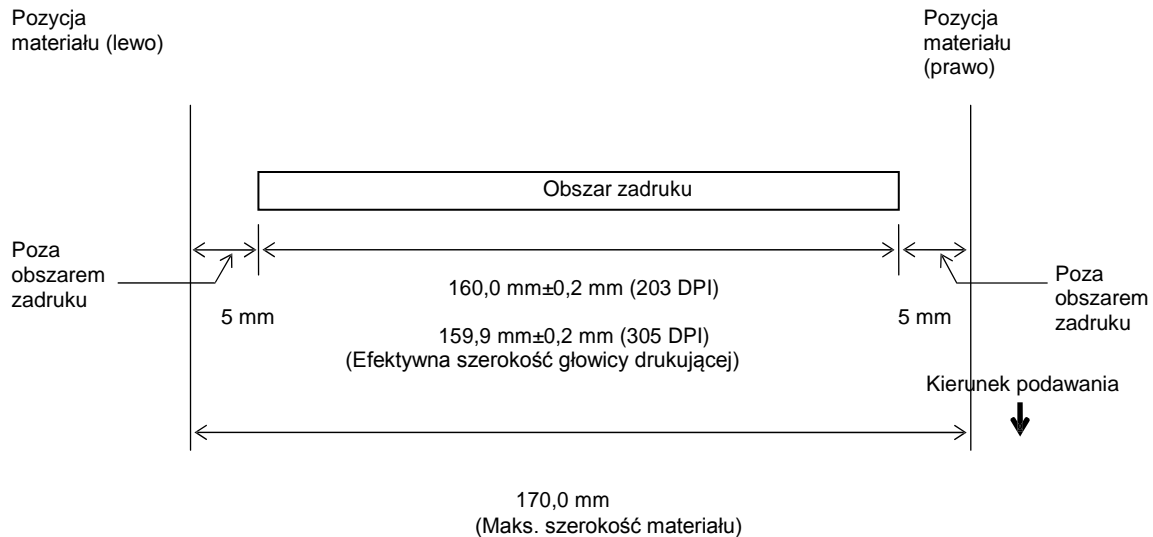 Pozycja
materiału (lewo)
Pozycja
materiału
(prawo)
Obszar zadruku
Poza
obszarem
zadruku
160,0 mm±0,2 mm (203 DPI)
Poza
obszarem
zadruku
5 mm
5 mm
159,9 mm±0,2 mm (305 DPI)
(Efektywna szerokość głowicy drukującej)
Kierunek podawania
170,0 mm
(Maks. szerokość materiału)